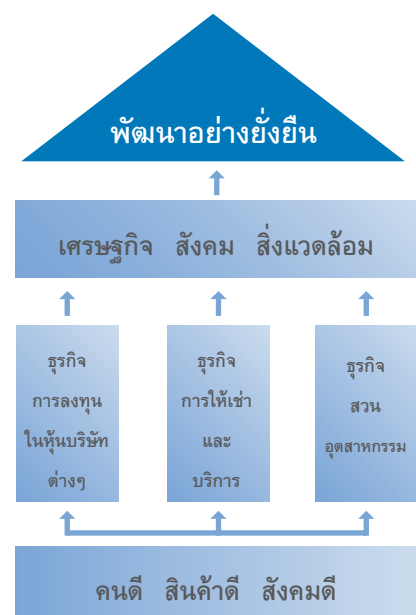 พัฒนาอย่างยั่งยืน
เศรษฐกิจ สังคม สิ่งแวดล้อม
ธุรกิจ
การลงทุน
ในหุ้นบริษัท
ต่างๆ
ธุรกิจ
การให้เช่า
และ
บริการ
ธุรกิจ
สวน
อุตสาหกรรม
คนดี สินค้าดี สังคมดี